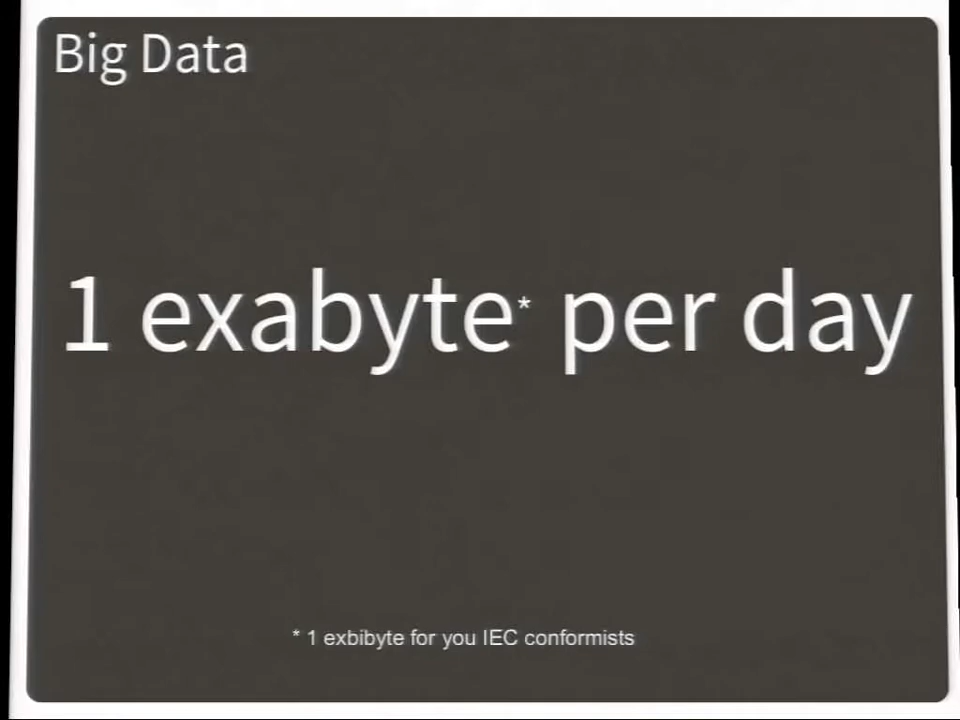 Big Data
1 exabyte* per day
* 1 exbibyte for you IEC conformists